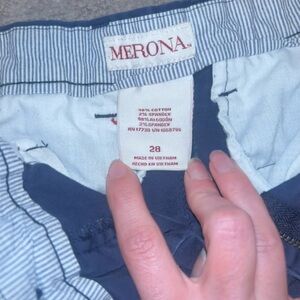 MERONA
98% COTTON
2% SPANDEX
98% ALGODÓN
2% SPANDEX
28
MADE IN VIETNAM
HECHO EN VIETNAM